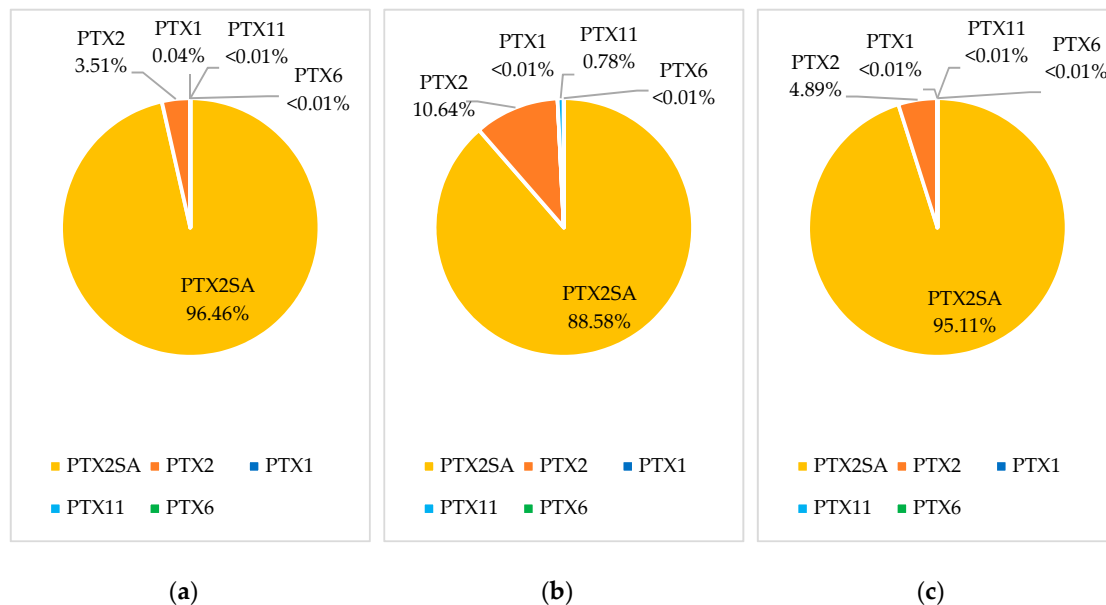 PTX2
3.51%
PTX1
0.04%
PTX11
<0.01%
PTX6
<0.01%
PTX2SA
96.46%
PTX2SA PTX2 PTX1
PTX11 PTX6
(a)
PTX2
10.64%
PTX1
<0.01%
PTX11
0.78%
PTX6
<0.01%
PTX2SA
88.58%
PTX2SA PTX2 PTX1
PTX11 PTX6
(b)
PTX2
4.89%
PTX1
<0.01%
PTX11
<0.01%
PTX6
<0.01%
PTX2SA
95.11%
PTX2SA PTX2 PTX1
PTX11 PTX6
(c)